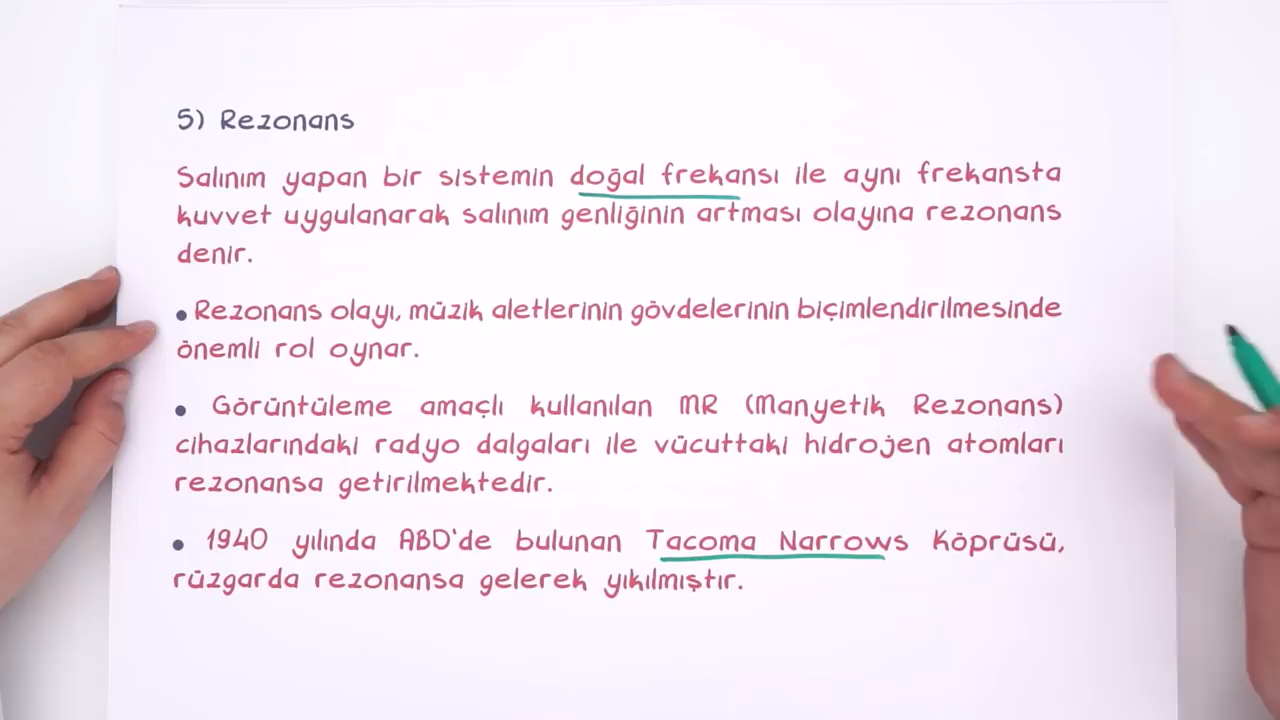 5) Rezonans
Salınım yapan bir sistemin doğal frekansı ile aynı frekansta
kuvvet uygulanarak salınım genliğinin artması olayına rezonans
denir.
• Rezonans olayı, müzik aletlerinin gövdelerinin biçimlendirilmesinde
önemli rol oynar.
• Görüntüleme amaçlı kullanılan MR (Manyetik Rezonans)
cihazlarındaki radyo dalgaları ile vücuttaki hidrojen atomları
rezonansa getirilmektedir.
• 1940 yılında ABD'de bulunan Tacoma Narrows Köprüsü,
rüzgarda rezonansa gelerek yıkılmıştır.